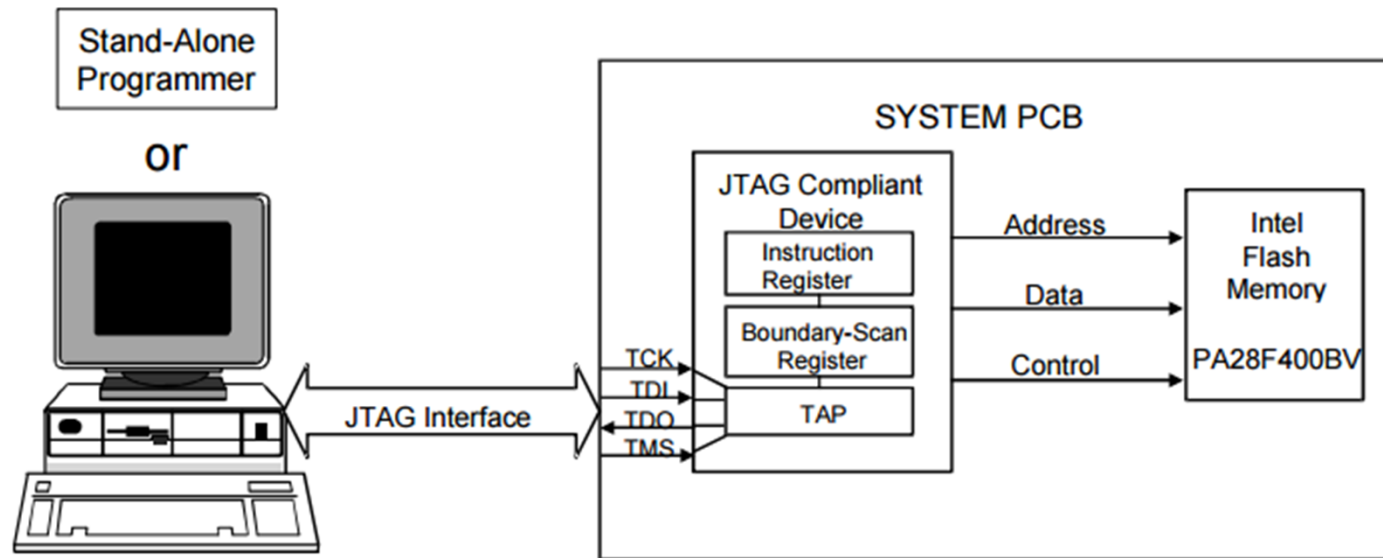 Stand-Alone
Programmer
or
JTAG Interface
SYSTEM PCB
JTAG Compliant
Device
Instruction
Register
Boundary-Scan
Register
TAP
TCK
TDI
TDO
TMS
Address
Data
Control
Intel
Flash
Memory
PA28F400BV